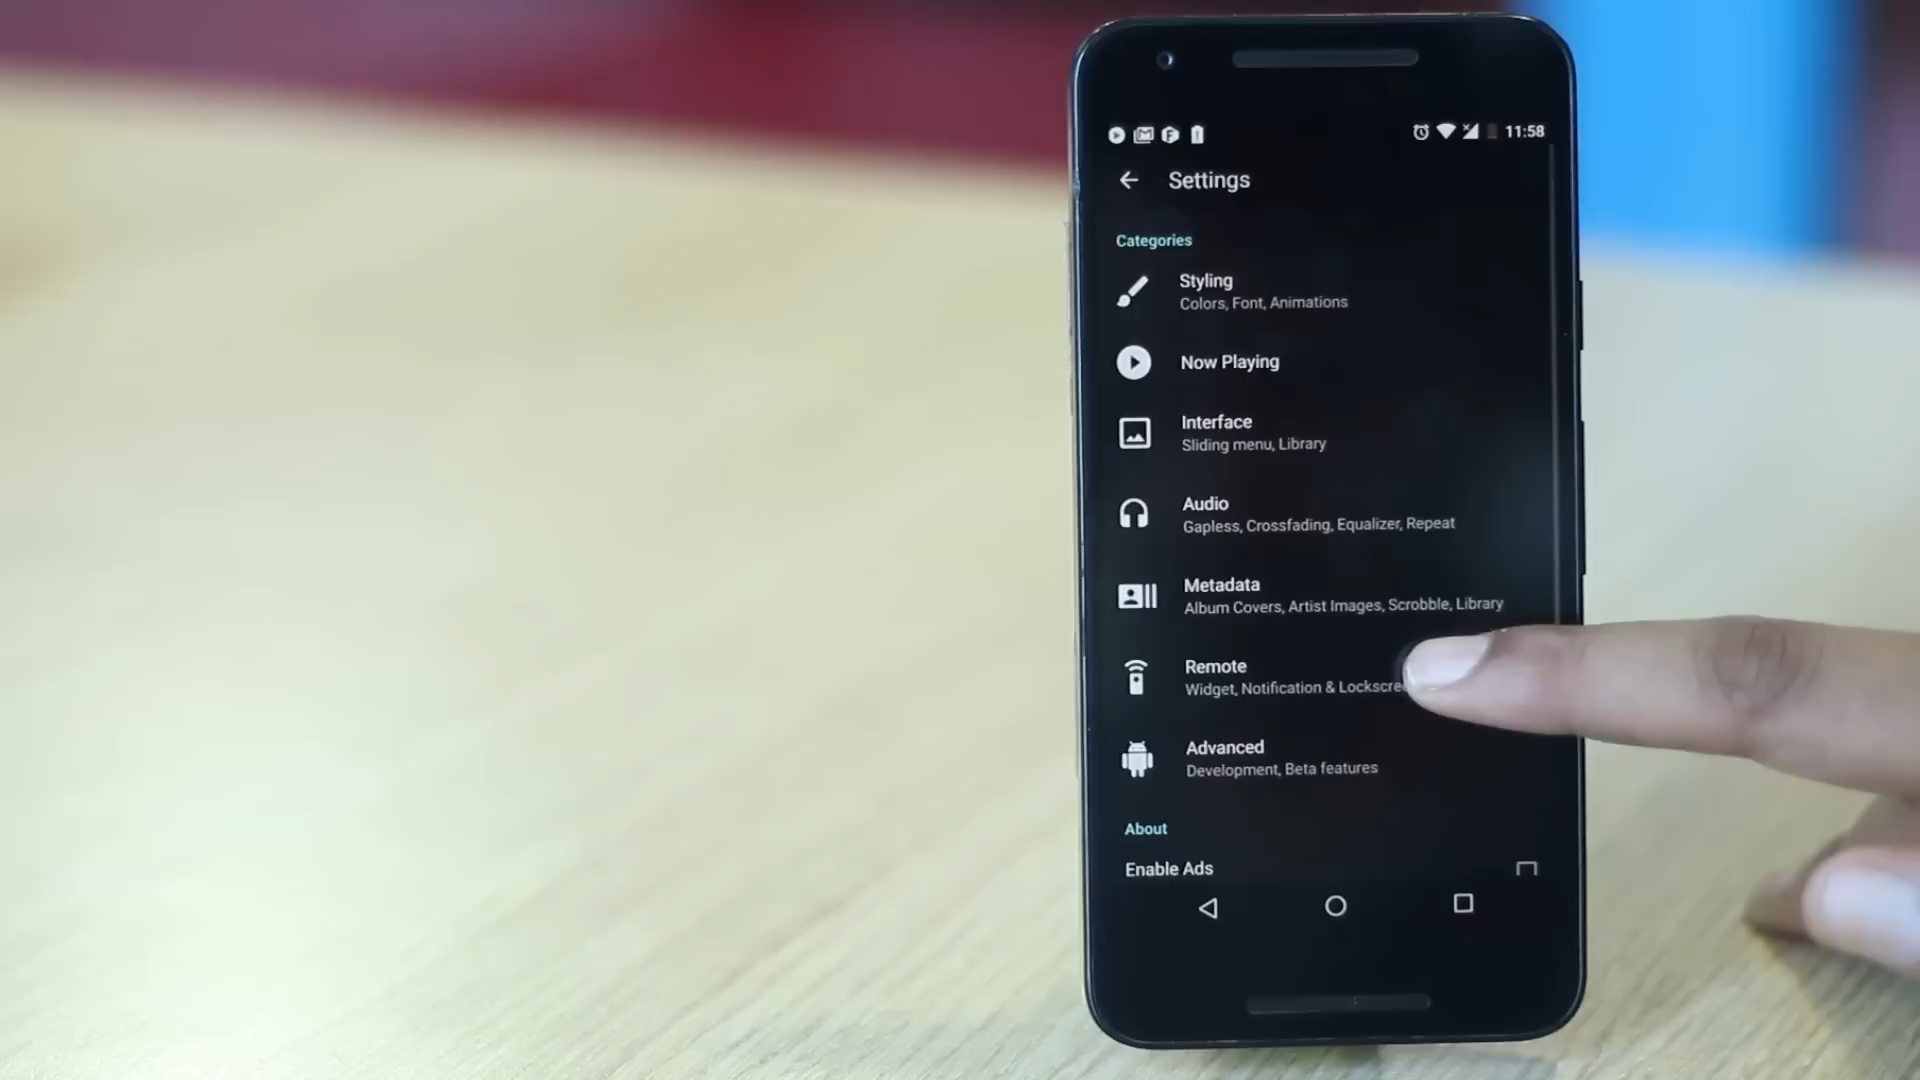 11:58
Settings
Categories
Styling
Colors, Font, Animations
Now Playing
Interface
Sliding menu, Library
Audio
Gapless, Crossfading, Equalizer, Repeat
Metadata
Album Covers, Artist Images, Scrobble, Library
Remote
Widget, Notification &
Advanced
Development, Beta features
About
Enable Ads